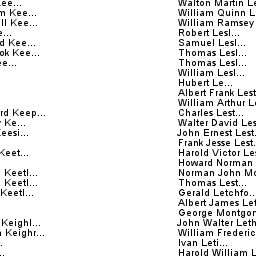 ee...
m Kee...
ll Kee...
e...
d Kee...
ok Kee...
ee...
rd Keep...
Ke...
eesi...
Keet...
Keetl...
Keetl...
Keetl...
Keighl...
Keighr...
Walton Martin Le
William Quinn L
William Ramsey
Robert Lesl...
Samuel Lesl...
Thomas Lesl...
Thomas Lesl...
William Lesl...
Hubert Le...
Albert Frank Lest
William Arthur L
Charles Lest...
Walter David Les
John Ernest Lest.
Frank Jesse Lest.
Harold Victor Les
Howard Norman
Norman John Mo
Thomas Lest...
Gerald Letchfo...
Albert James Let
George Montgor
John Walter Leth
William Frederic
Ivan Leti...
Harold William L